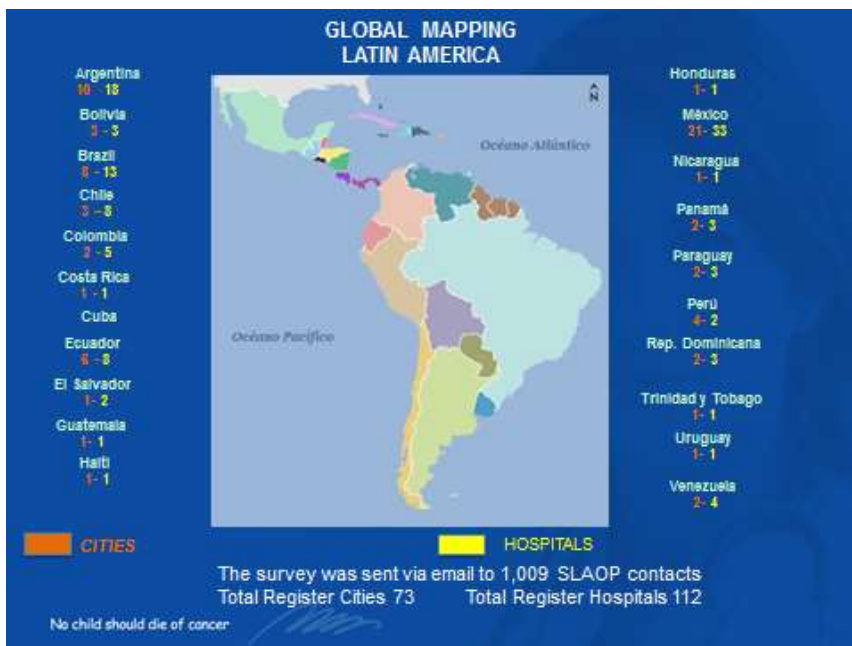 GLOBAL MAPPING
LATIN AMERICA
Argentina
10 - 18
Bolivia
3 - 3
Brazil
8 - 13
Chile
3 - 8
Colombia
2 - 5
Costa Rica
1 - 1
Cuba
Ecuador
6 - 8
El Salvador
1- 2
Guatemala
1- 1
Haiti
1- 1
N
Océano Atlántico
Océano Pacífico
Honduras
1- 1
México
21- 33
Nicaragua
1- 1
Panamá
2- 3
Paraguay
2- 3
Perú
4- 2
Rep. Dominicana
2- 3
Trinidad y Tobago
1- 1
Uruguay
1- 1
Venezuela
2- 4
CITIES
HOSPITALS
The survey was sent via email to 1,009 SLAOP contacts
Total Register Cities 73 Total Register Hospitals 112
No child should die of cancer